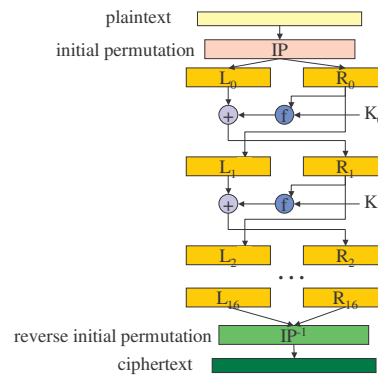 plaintext
initial permutation IP
L₀ R₀
+ f K
L₁ R₁
+ f K
L₂ R₂
...
L₁₆ R₁₆
reverse initial permutation IP⁻¹
ciphertext